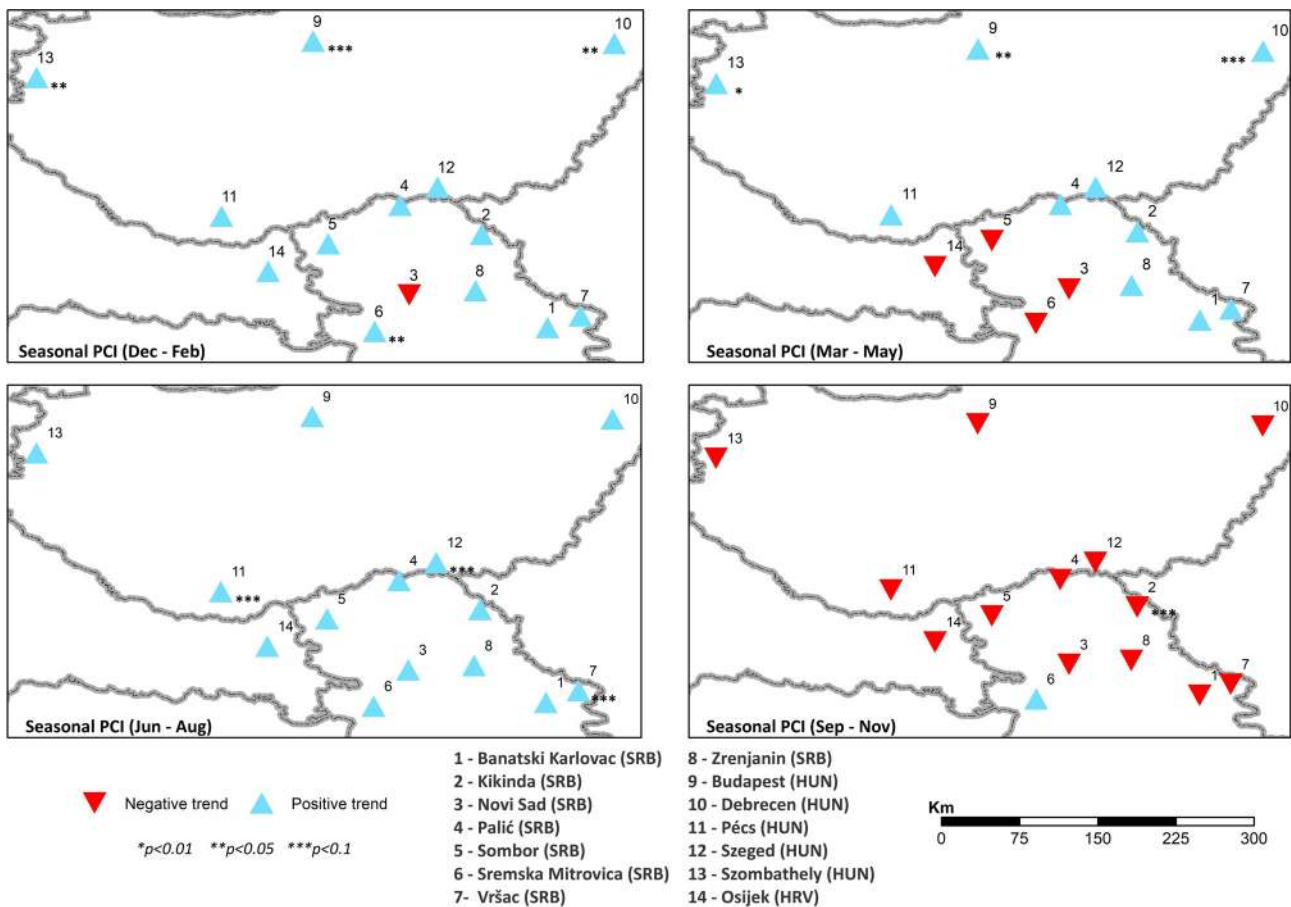 9
***
10
**
13
**
12
4
11
2
5
14
3
8
7
6
1
**
Seasonal PCI (Dec - Feb)
9
**
10
***
13
*
12
4
11
2
5
14
8
3
7
6
1
Seasonal PCI (Mar - May)
9
10
13
12
***
4
11
***
2
5
14
8
3
7
***
6
1
Seasonal PCI (Jun - Aug)
9
10
13
12
4
11
2
***
5
14
8
3
7
6
1
Seasonal PCI (Sep - Nov)
Negative trend
Positive trend
*p<0.01 **p<0.05 ***p<0.1
1 - Banatski Karlovac (SRB)
2 - Kikinda (SRB)
3 - Novi Sad (SRB)
4 - Palić (SRB)
5 - Sombor (SRB)
6 - Sremska Mitrovica (SRB)
7- Vršac (SRB)
8 - Zrenjanin (SRB)
9 - Budapest (HUN)
10 - Debrecen (HUN)
11 - Pécs (HUN)
12 - Szeged (HUN)
13 - Szombathely (HUN)
14 - Osijek (HRV)
Km
0 75 150 225 300